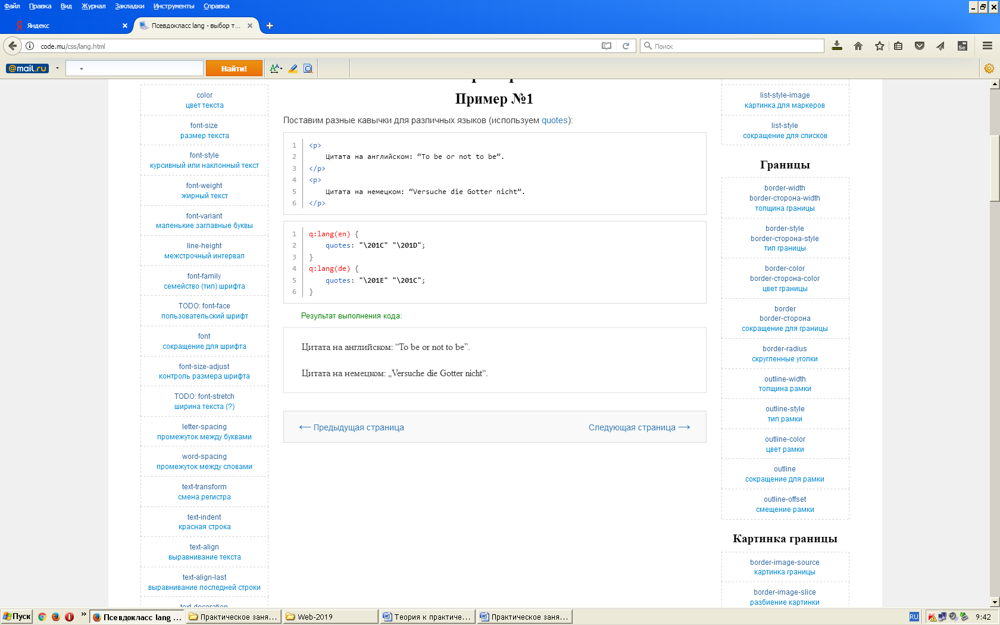 Файл Правка Вид Журнал Закладки Инструменты Справка
Яндекс
Псевдокласс lang - выбор т...
code.mu/css/lang.html
Поиск
Se
@mail.ru
Найти!
color
цвет текста
font-size
размер текста
font-style
курсивный или наклонный текст
font-weight
жирный текст
font-variant
маленькие заглавные буквы
line-height
межстрочный интервал
font-family
семейство (тип) шрифта
TODO: font-face
пользовательский шрифт
font
сокращение для шрифта
font-size-adjust
контроль размера шрифта
TODO: font-stretch
ширина текста (?)
letter-spacing
промежуток между буквами
word-spacing
промежуток между словами
text-transform
смена регистра
text-indent
красная строка
text-align
выравнивание текста
text-align-last
выравнивание последней строки
text-decoration
Пример №1
Поставим разные кавычки для различных языков (используем quotes):
1 <p>
2 Цитата на английском: “To be or not to be”.
3 </p>
4 <p>
5 Цитата на немецком: “Versuche die Gotter nicht”.
6 </p>
1 q:lang(en) {
2 quotes: "\201C" "\201D";
3 }
4 q:lang(de) {
5 quotes: "\201E" "\201C";
6 }
Результат выполнения кода:
Цитата на английском: “To be or not to be”.
Цитата на немецком: „Versuche die Gotter nicht“.
← Предыдущая страница
Следующая страница →
list-style-image
картинка для маркеров
list-style
сокращение для списков
Границы
border-width
border-сторона-width
толщина границы
border-style
border-сторона-style
тип границы
border-color
border-сторона-color
цвет границы
border
border-сторона
сокращение для границы
border-radius
скругленные уголки
outline-width
толщина рамки
outline-style
тип рамки
outline-color
цвет рамки
outline
сокращение для рамки
outline-offset
смещение рамки
Картинка границы
border-image-source
картинка границы
border-image-slice
разбиение картинки
Пуск
Псевдокласс lang ...
Практическое заня...
Web-2019
Теория к практиче...
Практическое заня...
RU
9:42